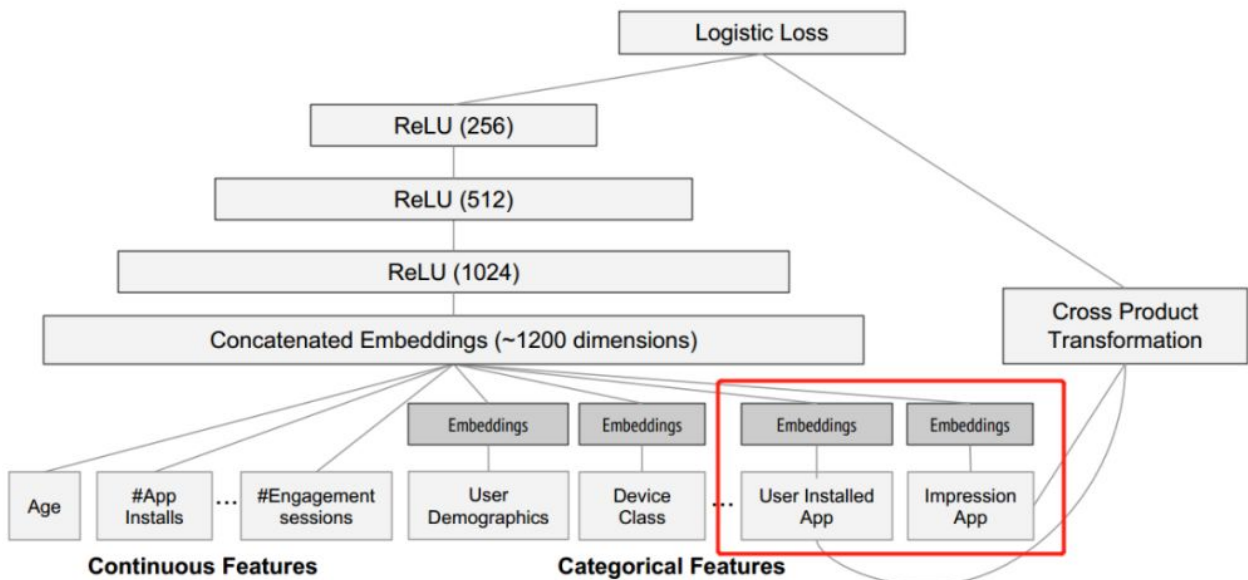 Logistic Loss
ReLU (256)
ReLU (512)
ReLU (1024)
Cross Product
Transformation
Concatenated Embeddings (~1200 dimensions)
Embeddings
Embeddings
Embeddings
Embeddings
Age
#App
Installs
...
#Engagement
sessions
User
Demographics
Device
Class
...
User Installed
App
Impression
App
Continuous Features
Categorical Features